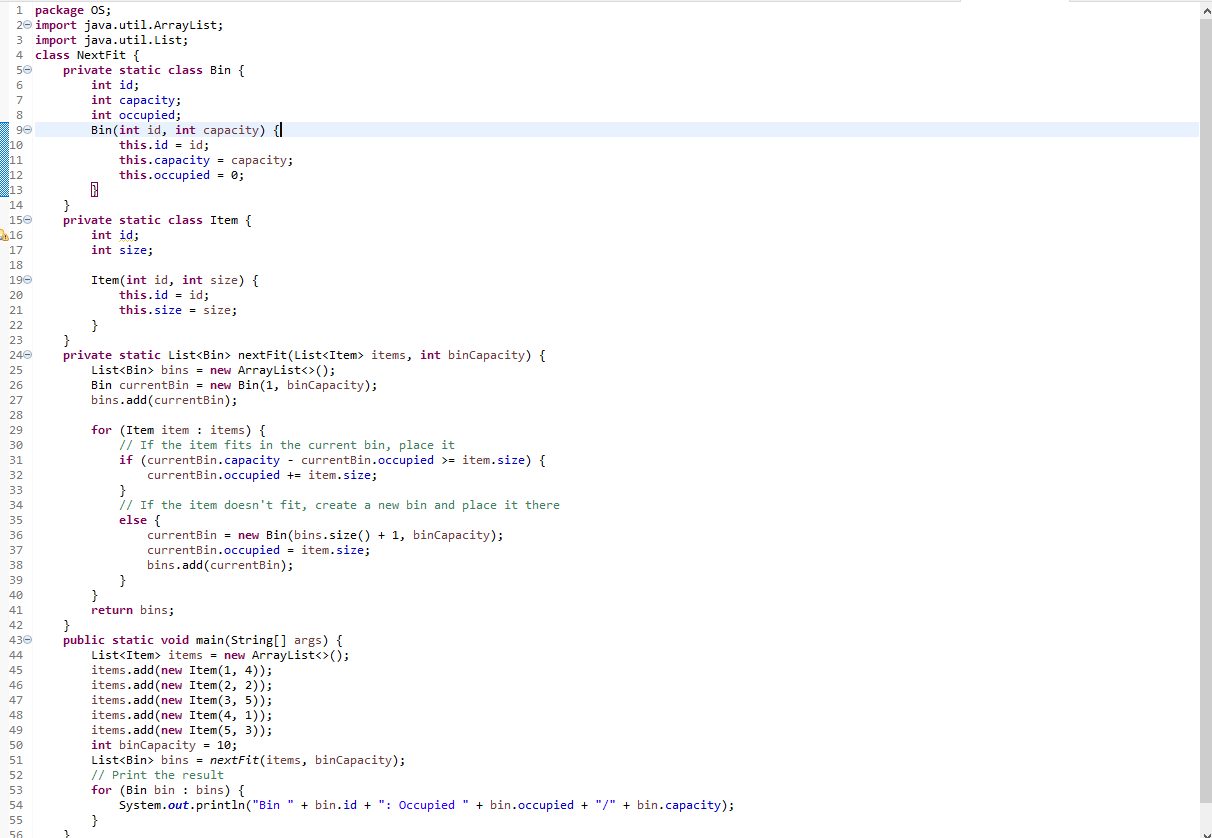 1 package OS;
2 import java.util.ArrayList;
3 import java.util.List;
4 class NextFit {
5     private static class Bin {
6         int id;
7         int capacity;
8         int occupied;
9         Bin(int id, int capacity) {
10             this.id = id;
11             this.capacity = capacity;
12             this.occupied = 0;
13         }
14     }
15     private static class Item {
16         int id;
17         int size;
18
19         Item(int id, int size) {
20             this.id = id;
21             this.size = size;
22         }
23     }
24     private static List<Bin> nextFit(List<Item> items, int binCapacity) {
25         List<Bin> bins = new ArrayList<>();
26         Bin currentBin = new Bin(1, binCapacity);
27         bins.add(currentBin);
28
29         for (Item item : items) {
30             // If the item fits in the current bin, place it
31             if (currentBin.capacity - currentBin.occupied >= item.size) {
32                 currentBin.occupied += item.size;
33             }
34             // If the item doesn't fit, create a new bin and place it there
35             else {
36                 currentBin = new Bin(bins.size() + 1, binCapacity);
37                 currentBin.occupied = item.size;
38                 bins.add(currentBin);
39             }
40         }
41         return bins;
42     }
43     public static void main(String[] args) {
44         List<Item> items = new ArrayList<>();
45         items.add(new Item(1, 4));
46         items.add(new Item(2, 2));
47         items.add(new Item(3, 5));
48         items.add(new Item(4, 1));
49         items.add(new Item(5, 3));
50         int binCapacity = 10;
51         List<Bin> bins = nextFit(items, binCapacity);
52         // Print the result
53         for (Bin bin : bins) {
54             System.out.println("Bin " + bin.id + ": Occupied " + bin.occupied + "/" + bin.capacity);
55         }
56     }